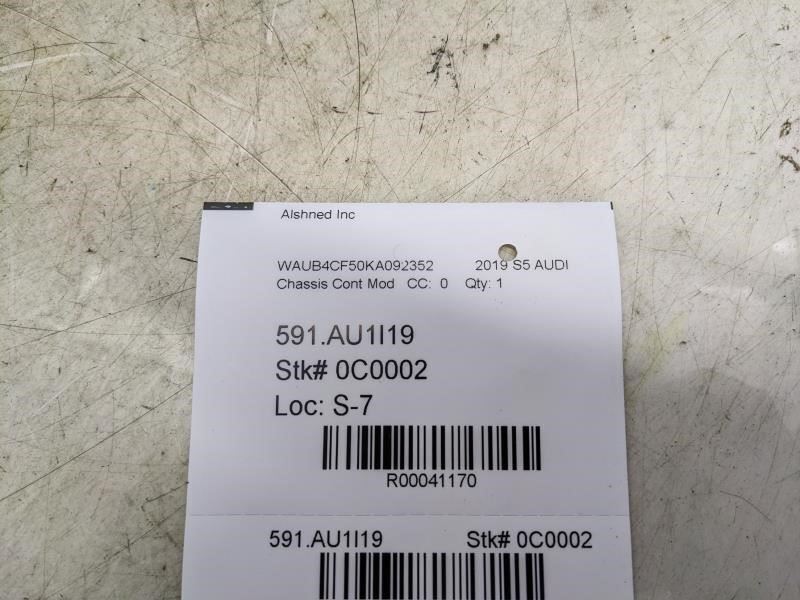 Alshned Inc
WAUB4CF50KA092352 2019 S5 AUDI
Chassis Cont Mod CC: 0 Qty: 1
591.AU1I19
Stk# 0C0002
Loc: S-7
R00041170
591.AU1I19 Stk# 0C0002